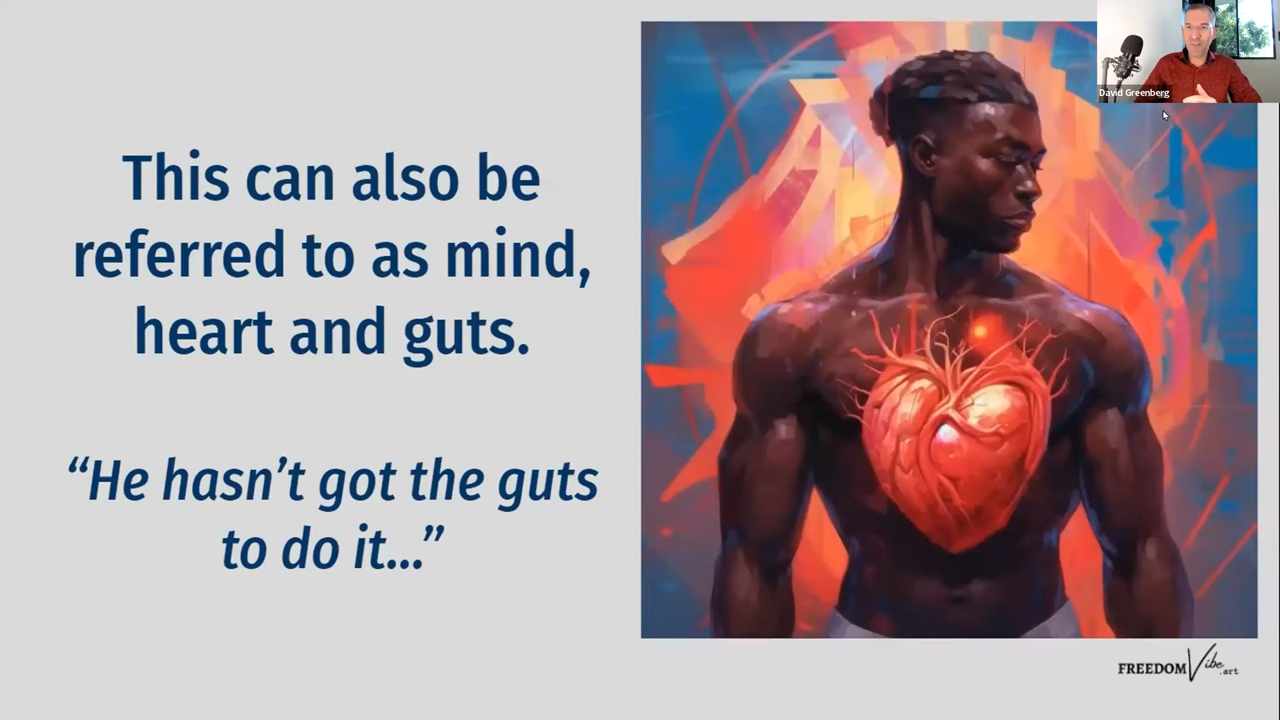 This can also be
referred to as mind,
heart and guts.
“He hasn’t got the guts
to do it...”
David Greenberg
FREEDOM Vibe .art